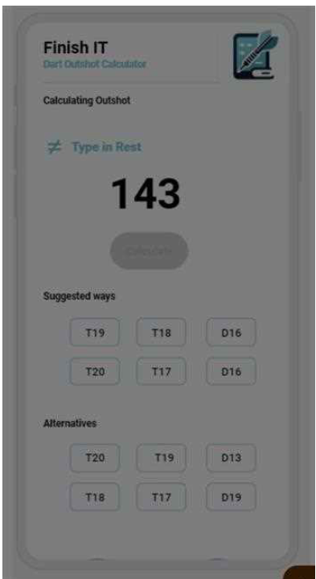 Finish IT
Dart Outshot Calculator
Calculating Outshot
≠ Type in Rest
143
Calculate
Suggested ways
T19 T18 D16
T20 T17 D16
Alternatives
T20 T19 D13
T18 T17 D19